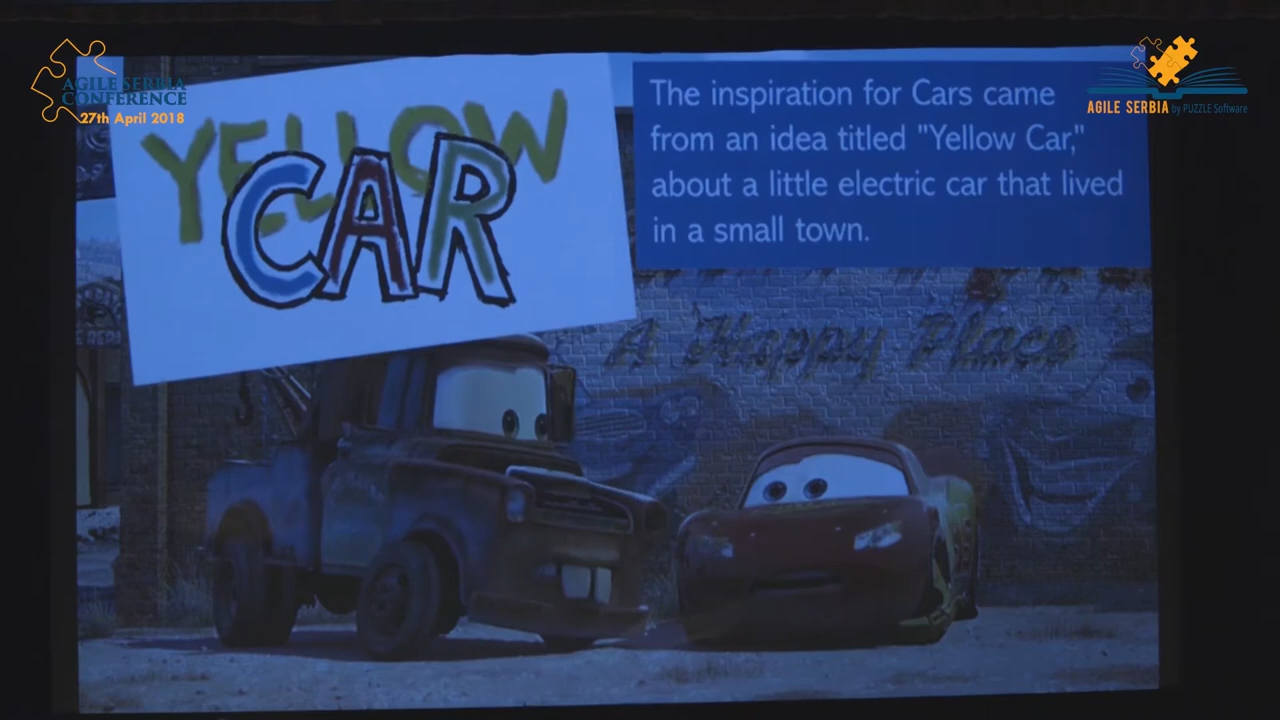 AGILE SERBIA
CONFERENCE
27th April 2018
YELLOW
CAR
The inspiration for Cars came
from an idea titled "Yellow Car,"
about a little electric car that lived
in a small town.
AGILE SERBIA by PUZZLE Software
A Happy Place